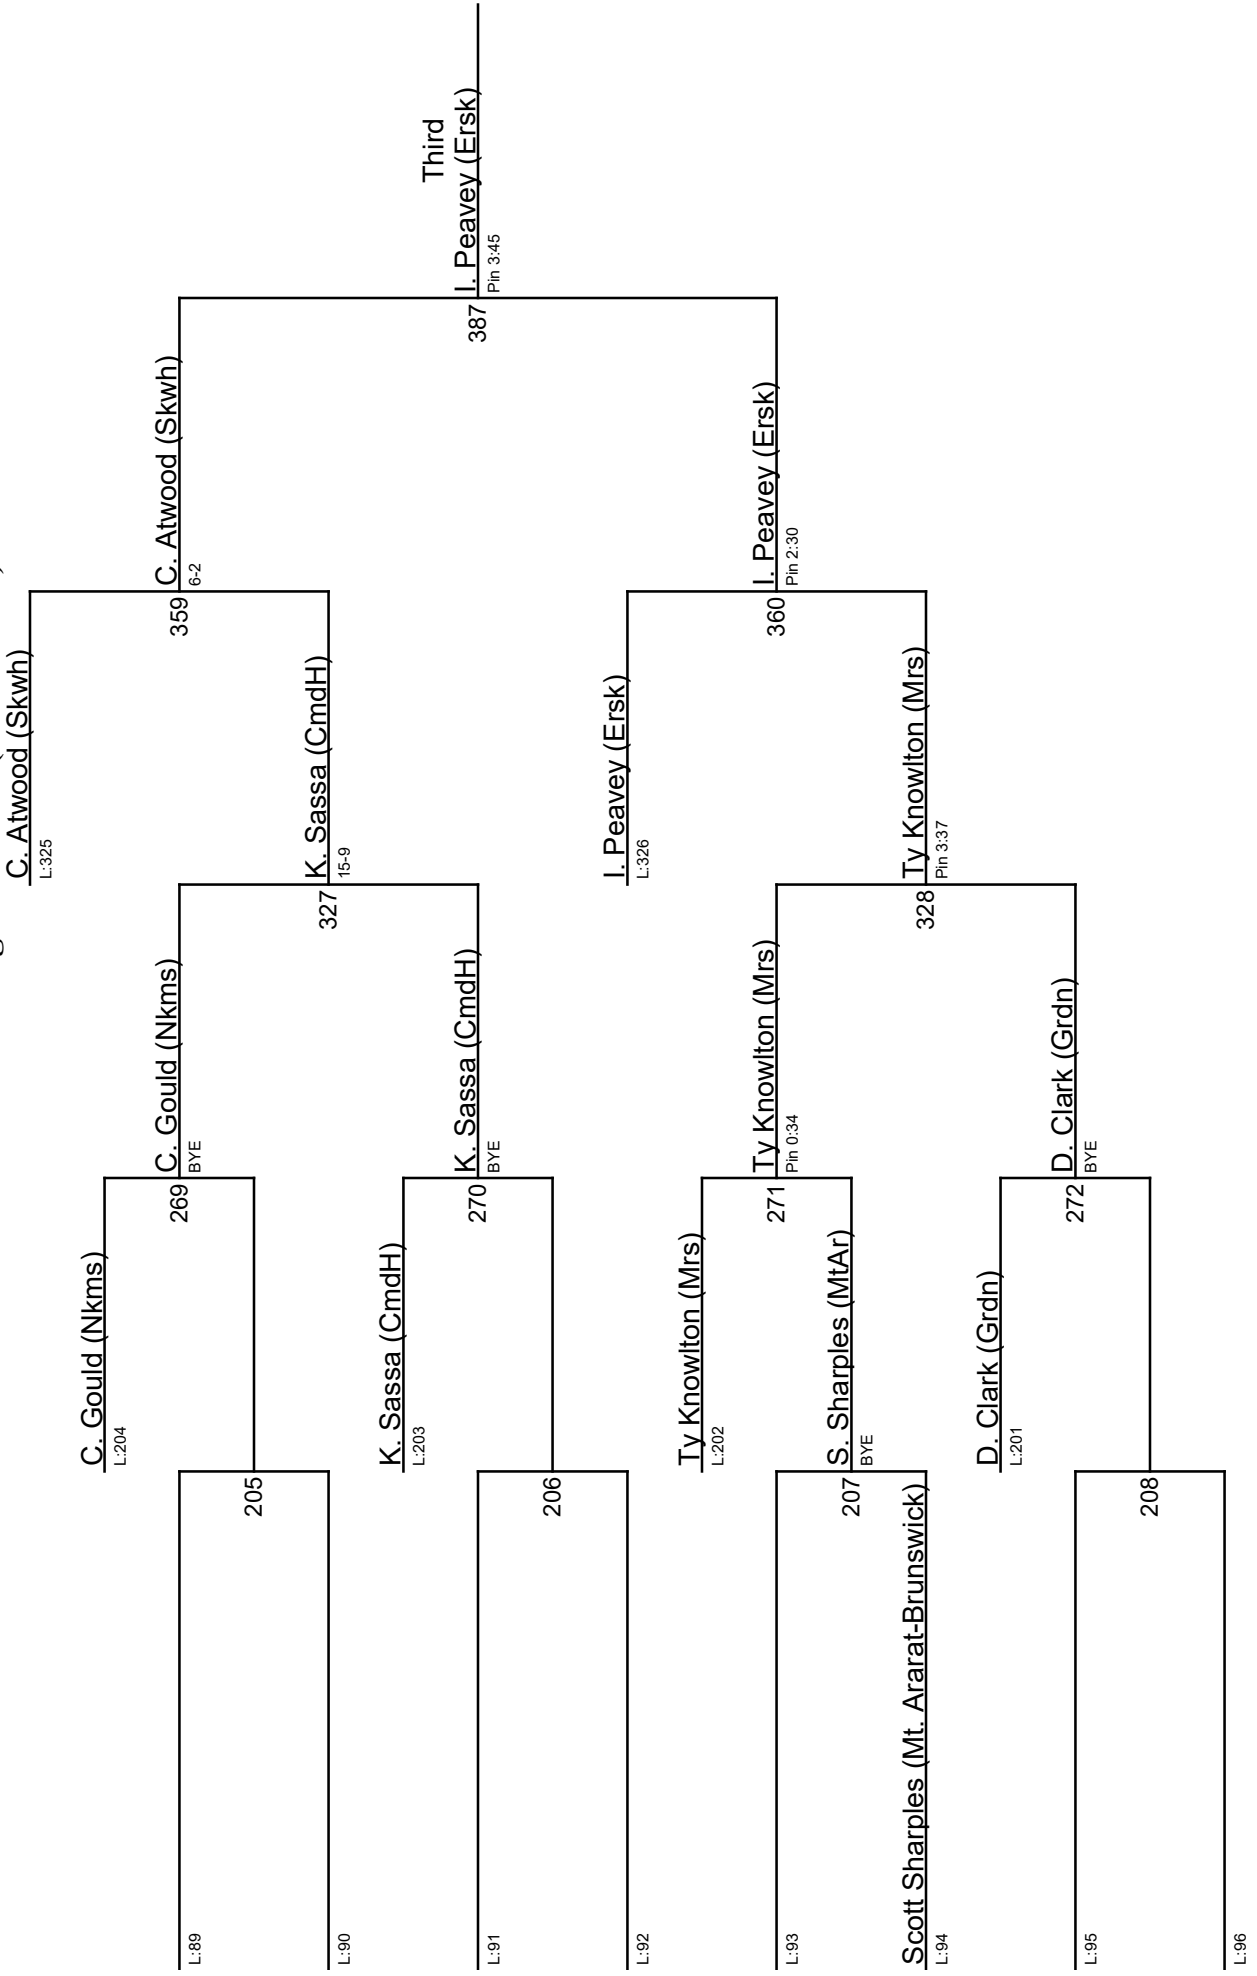 L:89
L:90
L:91
L:92
L:93
Scott Sharples (Mt. Ararat-Brunswick)
L:94
L:95
L:96
C. Gould (Nkms)
L:204
205
K. Sassa (CmdH)
L:203
206
Ty Knowlton (Mrs)
L:202
207
S. Sharples (MtAr)
BYE
D. Clark (Grdn)
L:201
208
269
C. Gould (Nkms)
BYE
270
K. Sassa (CmdH)
BYE
271
Ty Knowlton (Mrs)
Pin 0:34
272
D. Clark (Grdn)
BYE
C. Atwood (Skwh)
L:325
327
K. Sassa (CmdH)
15-9
I. Peavey (Ersk)
L:326
328
Ty Knowlton (Mrs)
Pin 3:37
359
C. Atwood (Skwh)
6-2
360
I. Peavey (Ersk)
Pin 2:30
387
Third
I. Peavey (Ersk)
Pin 3:45